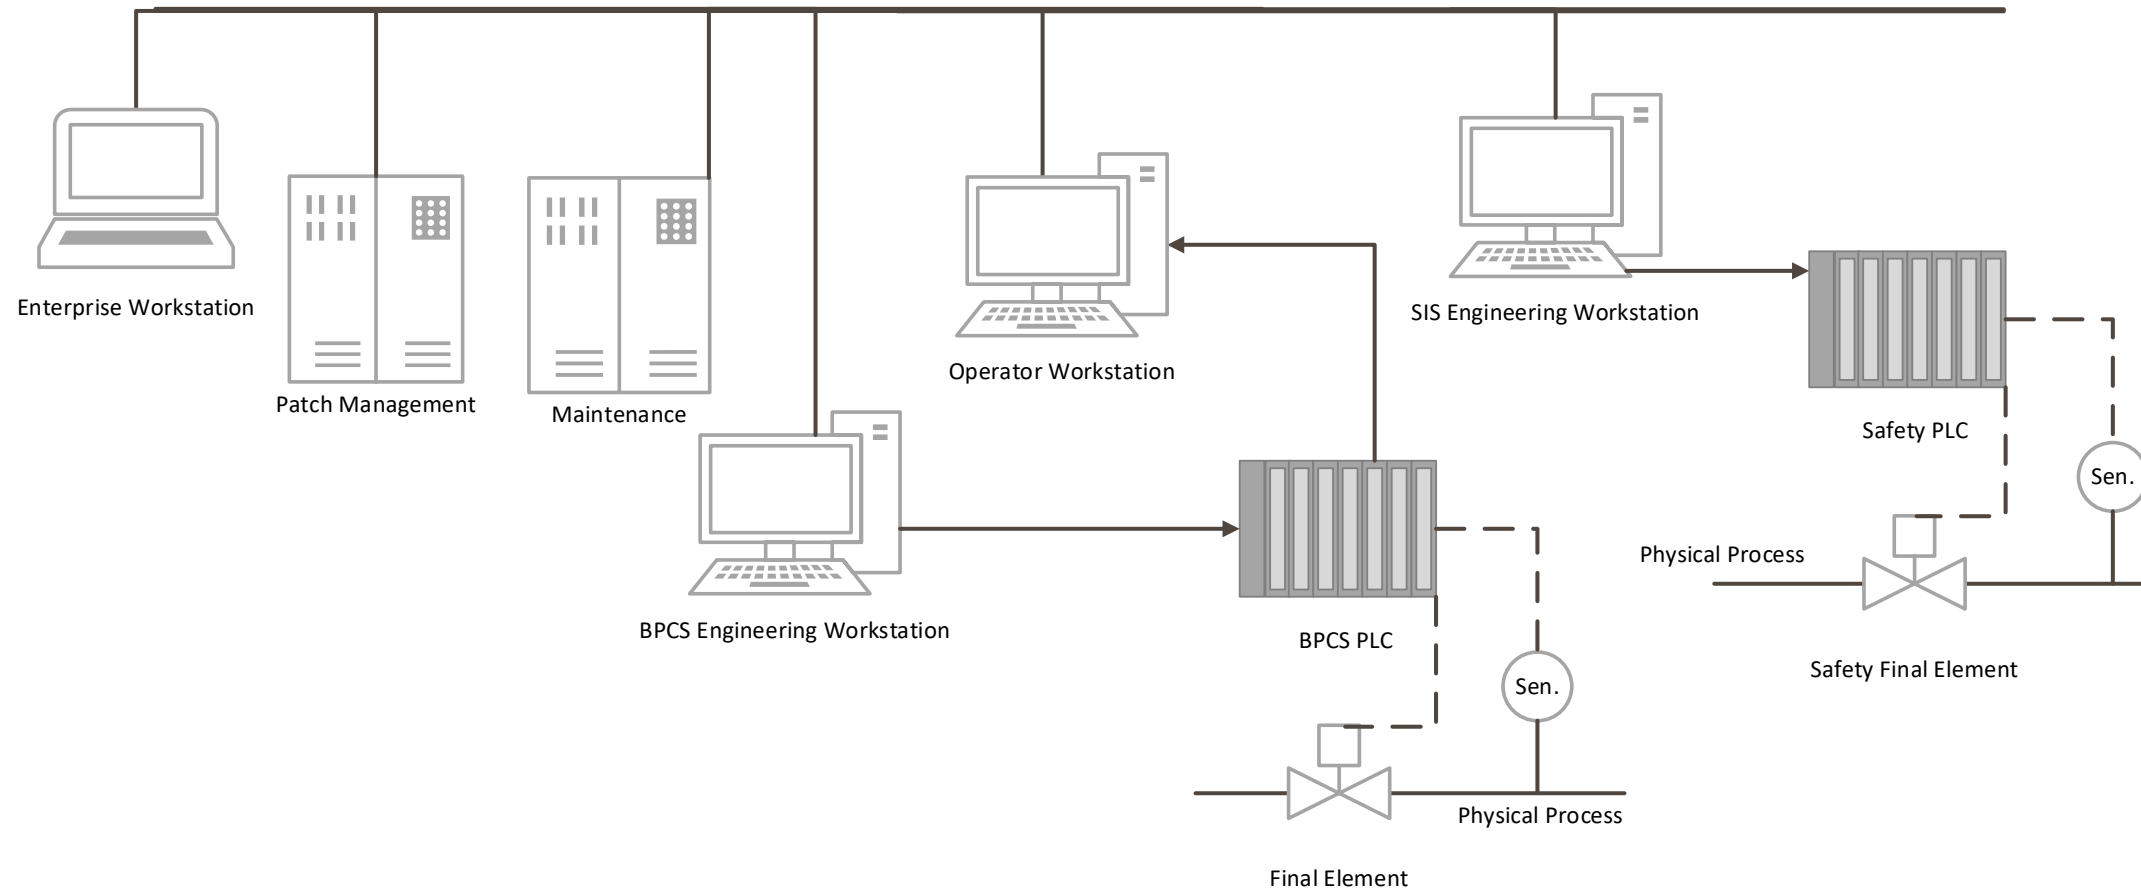 Enterprise Workstation
Patch Management
Maintenance
Operator Workstation
SIS Engineering Workstation
Safety PLC
Sen.
Physical Process
Safety Final Element
BPCS Engineering Workstation
BPCS PLC
Sen.
Physical Process
Final Element